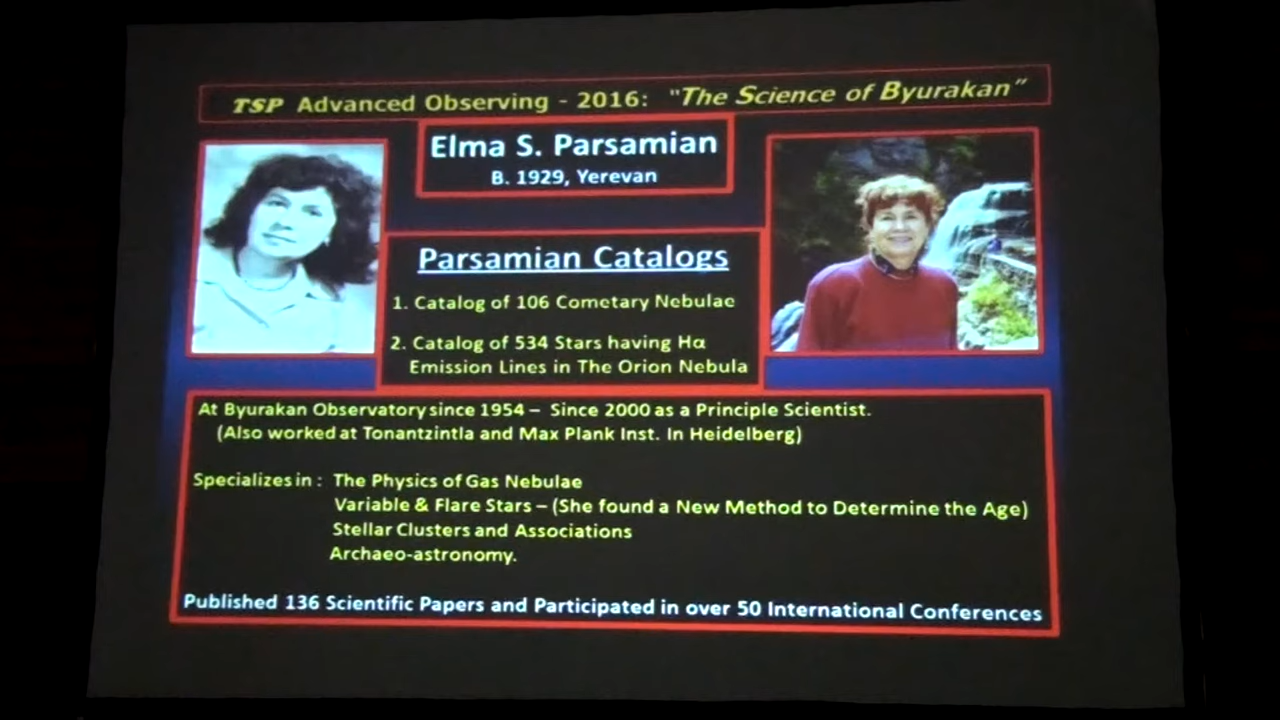 TSP Advanced Observing - 2016: "The Science of Byurakan"
Elma S. Parsamian
B. 1929, Yerevan
Parsamian Catalogs
1. Catalog of 106 Cometary Nebulae
2. Catalog of 534 Stars having Hα
Emission Lines in The Orion Nebula
At Byurakan Observatory since 1954 – Since 2000 as a Principle Scientist.
(Also worked at Tonantzintla and Max Plank Inst. In Heidelberg)
Specializes in : The Physics of Gas Nebulae
Variable & Flare Stars – (She found a New Method to Determine the Age)
Stellar Clusters and Associations
Archaeo-astronomy.
Published 136 Scientific Papers and Participated in over 50 International Conferences